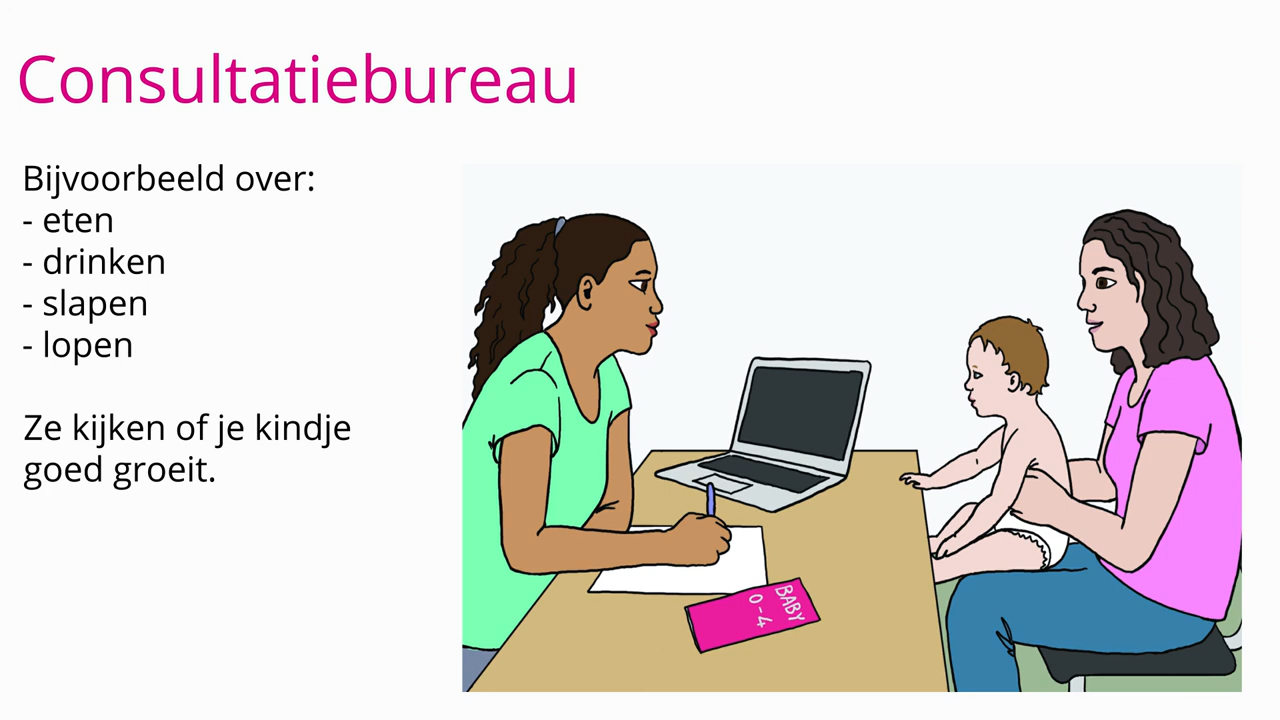 Consultatiebureau
Bijvoorbeeld over:
- eten
- drinken
- slapen
- lopen
Ze kijken of je kindje
goed groeit.
BABY
0-4